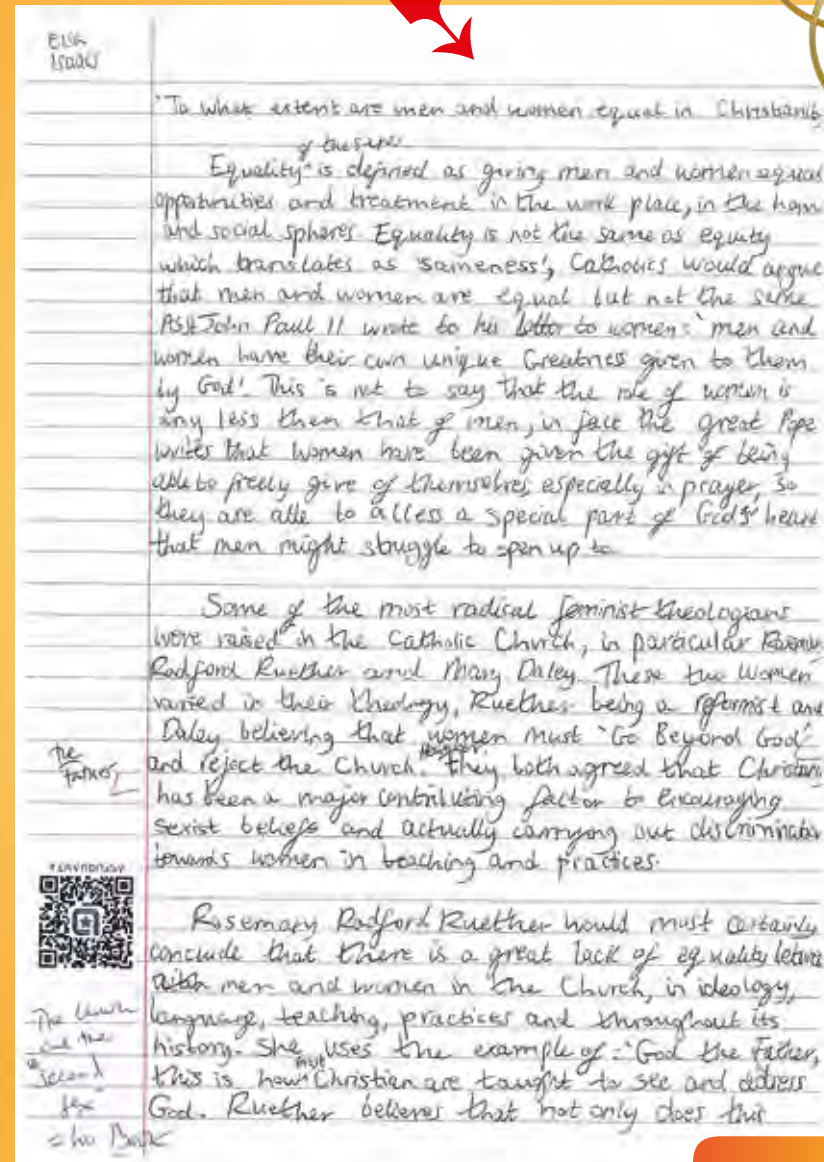 Ella
'To what extent are men and women equal in Christianity
of the sexes
Equality is defined as giving men and women equal
opportunities and treatment in the work place, in the home
and social spheres. Equality is not the same as equity
which translates as 'sameness', Catholics would argue
that men and women are equal but not the same
As St John Paul II wrote to his letter to womens 'men and
women have their own unique Greatness given to them
by God'. This is not to say that the role of women is
any less then that of men, in fact the great Pope
writes that women have been given the gift of being
able to freely give of themselves, especially in prayer, so
they are able to access a special part of God's heart
that men might struggle to open up to.
Some of the most radical feminist theologians
were raised in the Catholic Church, in particular
Radford Ruether and Mary Daley. These two women
varied in their theology, Ruether being a reformist and
Daley believing that women must 'Go Beyond God'
the Father
and reject the Church. They both agreed that Christian
has been a major contributing factor to encouraging
sexist beliefs and actually carrying out discriminate
towards women in teaching and practices.
Rosemary Radford Ruether would most certainly
conclude that there is a great lack of equality
men and women in the Church, in ideology,
language, teaching, practices and throughout its
history. She uses the example of 'God the Father,
this is how Christian are taught to see and address
God. Ruether believes that not only does this
The Church
and the
second
sex"